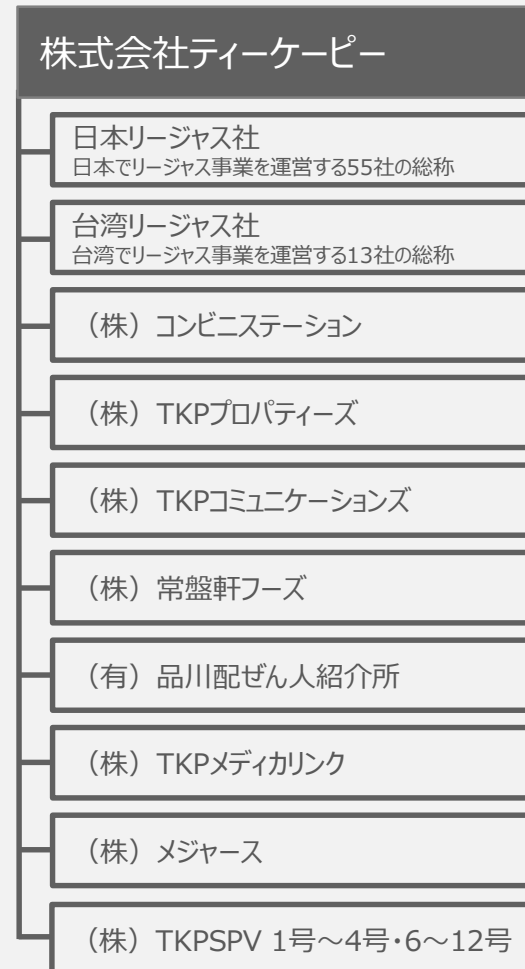 株式会社ティーケーピー
日本リージャス社
日本でリージャス事業を運営する55社の総称
台湾リージャス社
台湾でリージャス事業を運営する13社の総称
（株）コンビニステーション
（株）TKPプロパティーズ
（株）TKPコミュニケーションズ
（株）常盤軒フーズ
（有）品川配ぜん人紹介所
（株）TKPメディカリンク
（株）メジャース
（株）TKPSPV 1号～4号・6～12号